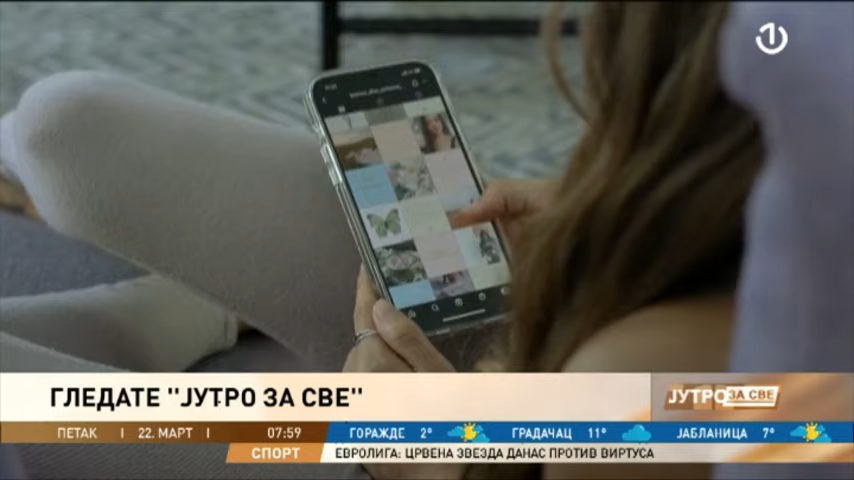 ГЛЕДАТЕ "ЈУТРО ЗА СВЕ"
ЈУТРО ЗА СВЕ
ПЕТАК | 22. МАРТ | 07:59 ГОРАЖДЕ 2° ГРАДАЧАЦ 11° ЈАБЛАНИЦА 7°
СПОРТ ЕВРОЛИГА: ЦРВЕНА ЗВЕЗДА ДАНАС ПРОТИВ ВИРТУСА